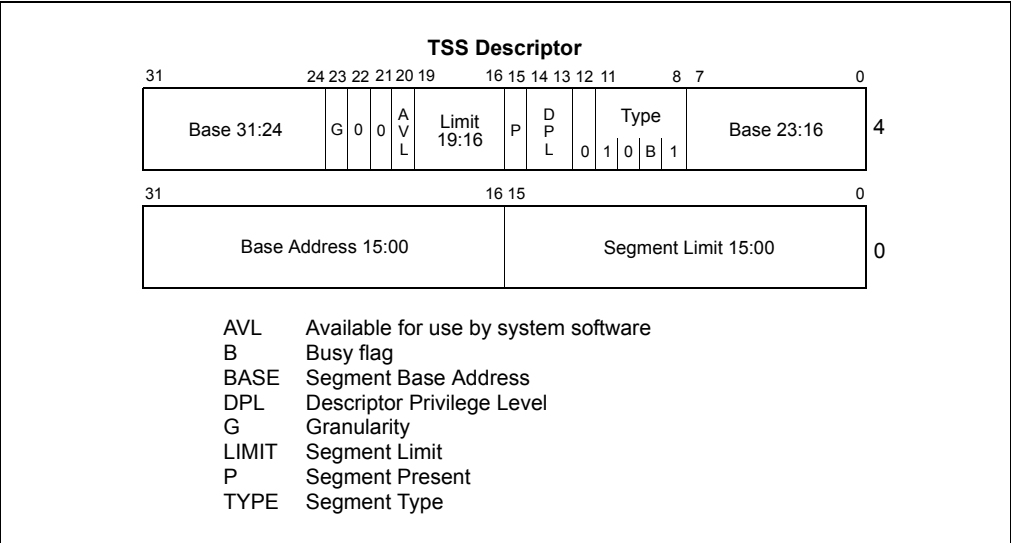 TSS Descriptor
31 24 23 22 21 20 19 16 15 14 13 12 11 8 7 0
Base 31:24 G 0 0 AVL Limit 19:16 P DPL 0 Type 1 0 B 1 Base 23:16 4
31 16 15 0
Base Address 15:00 Segment Limit 15:00 0
AVL Available for use by system software
B Busy flag
BASE Segment Base Address
DPL Descriptor Privilege Level
G Granularity
LIMIT Segment Limit
P Segment Present
TYPE Segment Type